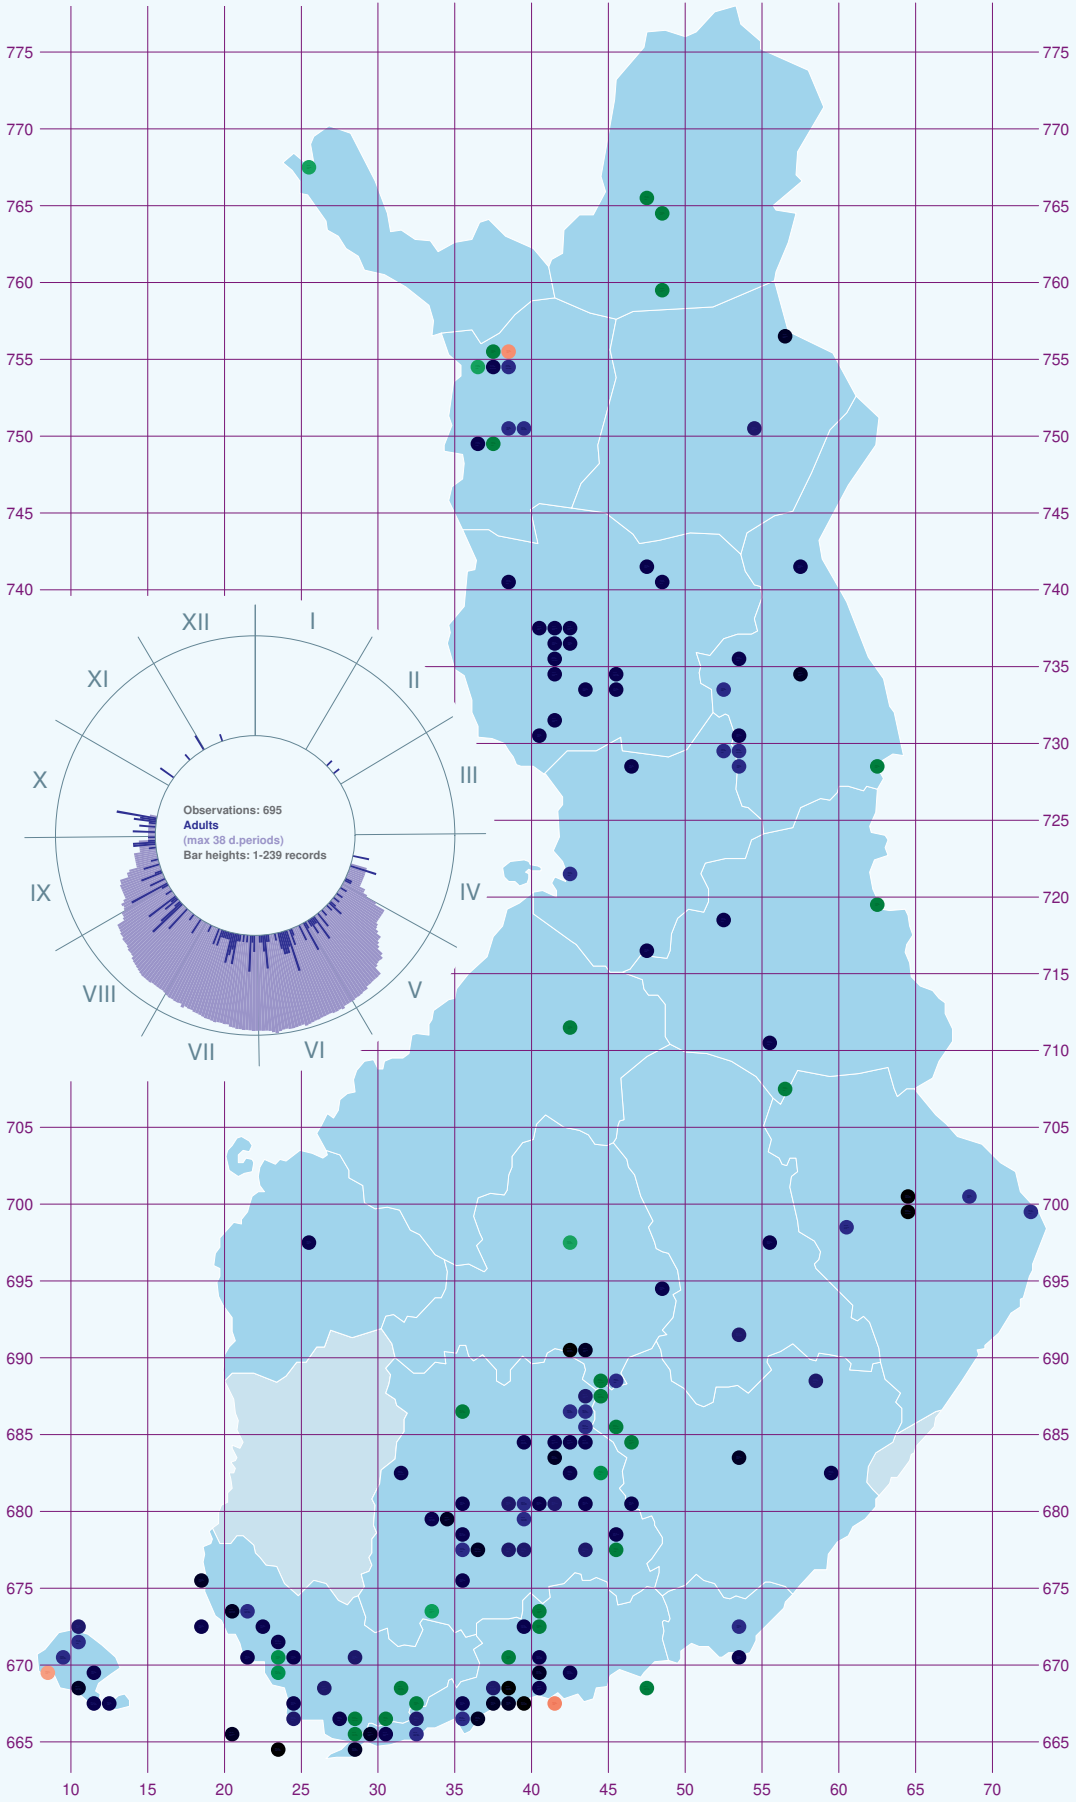 775 775
770 770
765 765
760 760
755 755
750 750
745 745
740 740
XII I
735 735
XI II
730 730
X III
Observations: 695
Adults
(max 38 d.periods)
Bar heights: 1-239 records
725 725
IX IV
720 720
715 715
VIII V
VII VI
710 710
705 705
700 700
695 695
690 690
685 685
680 680
675 675
670 670
665 665
10 15 20 25 30 35 40 45 50 55 60 65 70